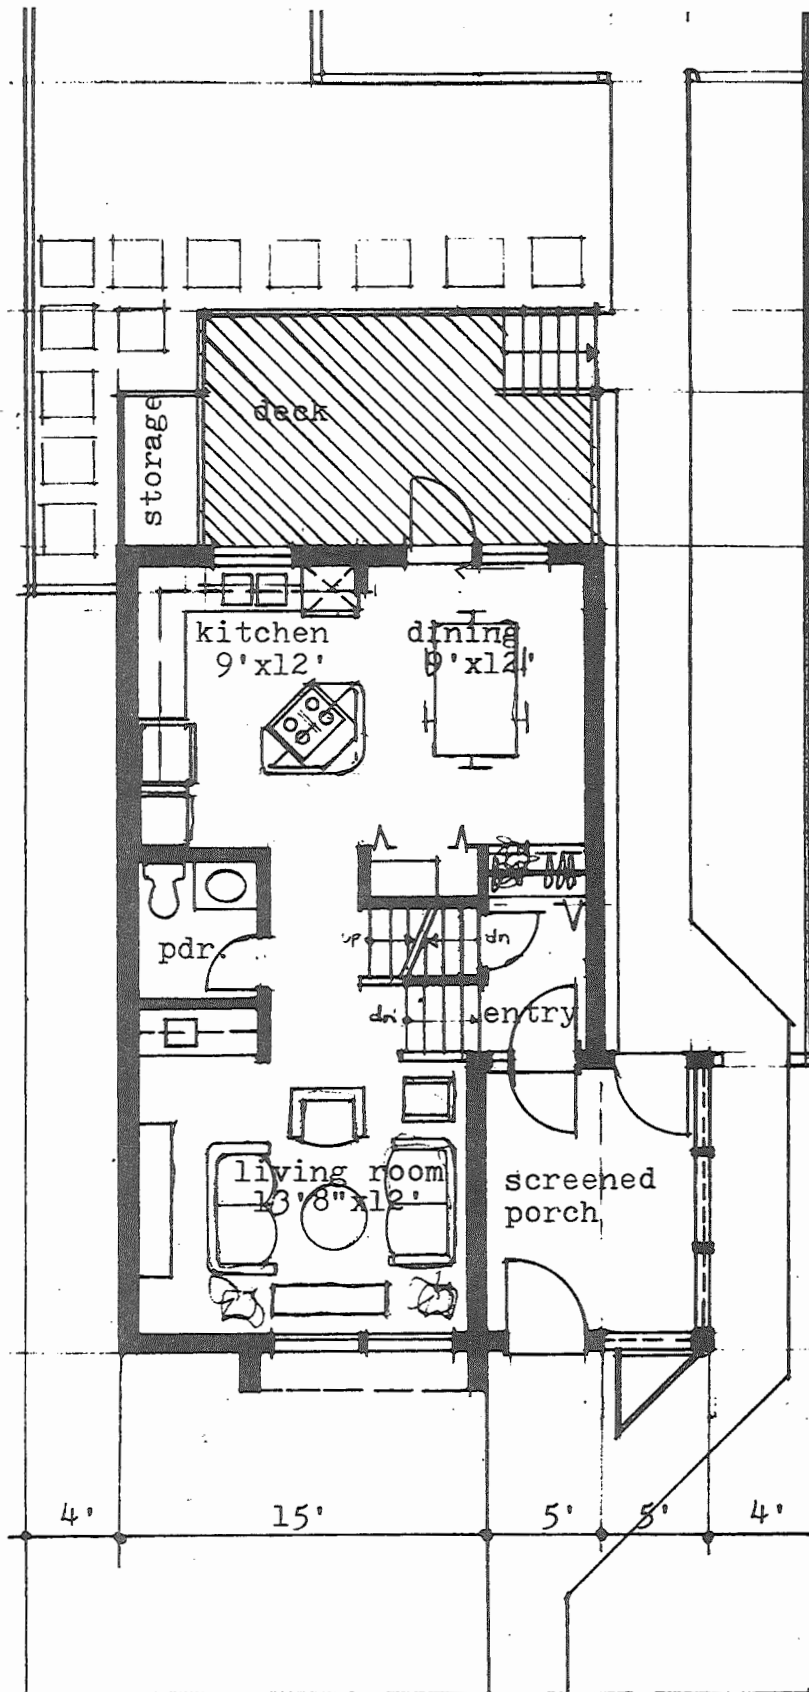 deck
storage
kitchen
9'x12'
dining
9'x12'
pdr.
up
dn
dn
entry
living room
13'8"x12'
screened
porch
4'
15'
5'
5'
4'